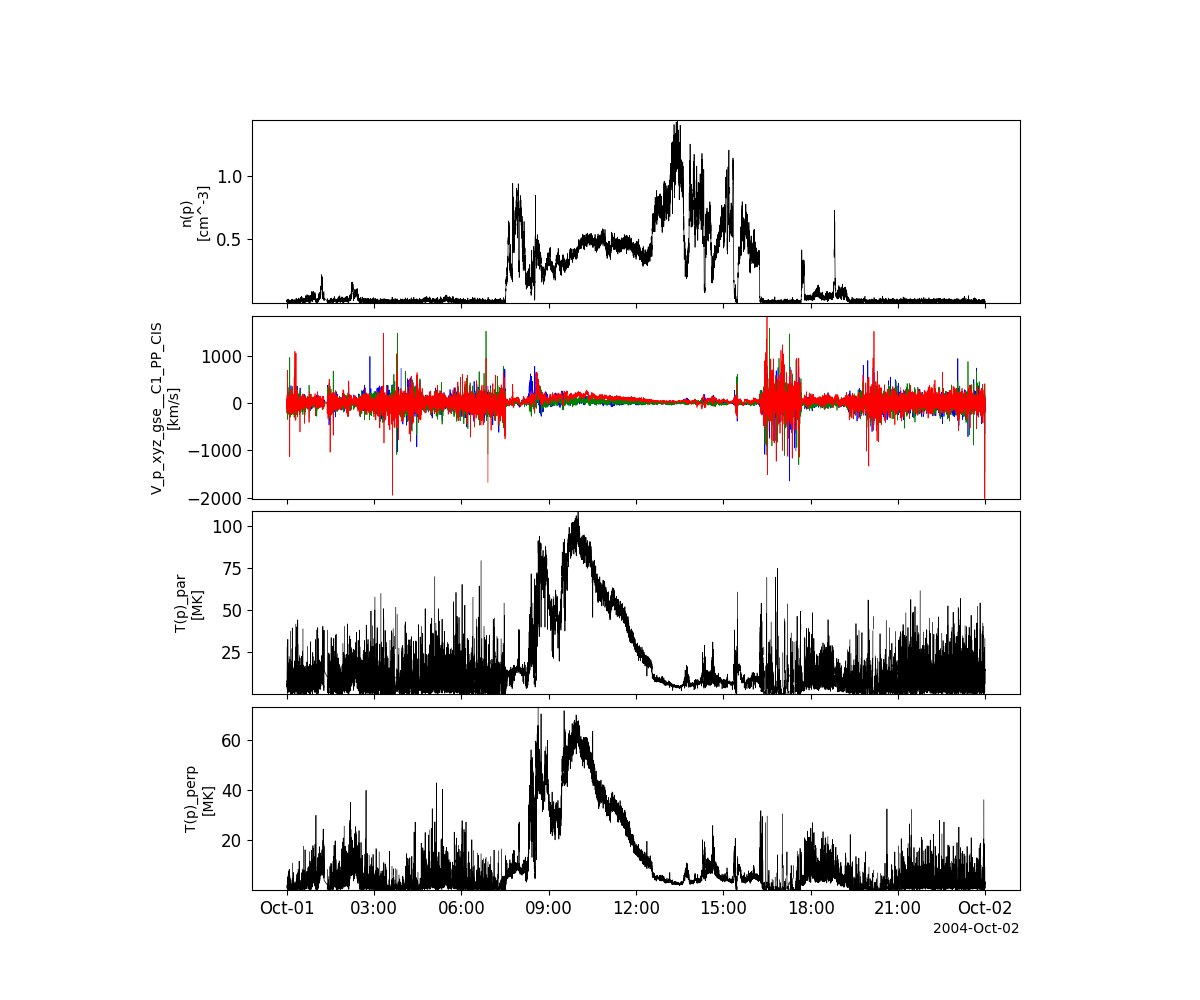 n(p)
[cm^-3]
1.0
0.5
V_p_xyz_gse__C1_PP_CIS
[km/s]
1000
0
−1000
−2000
T(p)_par
[MK]
100
75
50
25
T(p)_perp
[MK]
60
40
20
Oct-01 03:00 06:00 09:00 12:00 15:00 18:00 21:00 Oct-02
2004-Oct-02